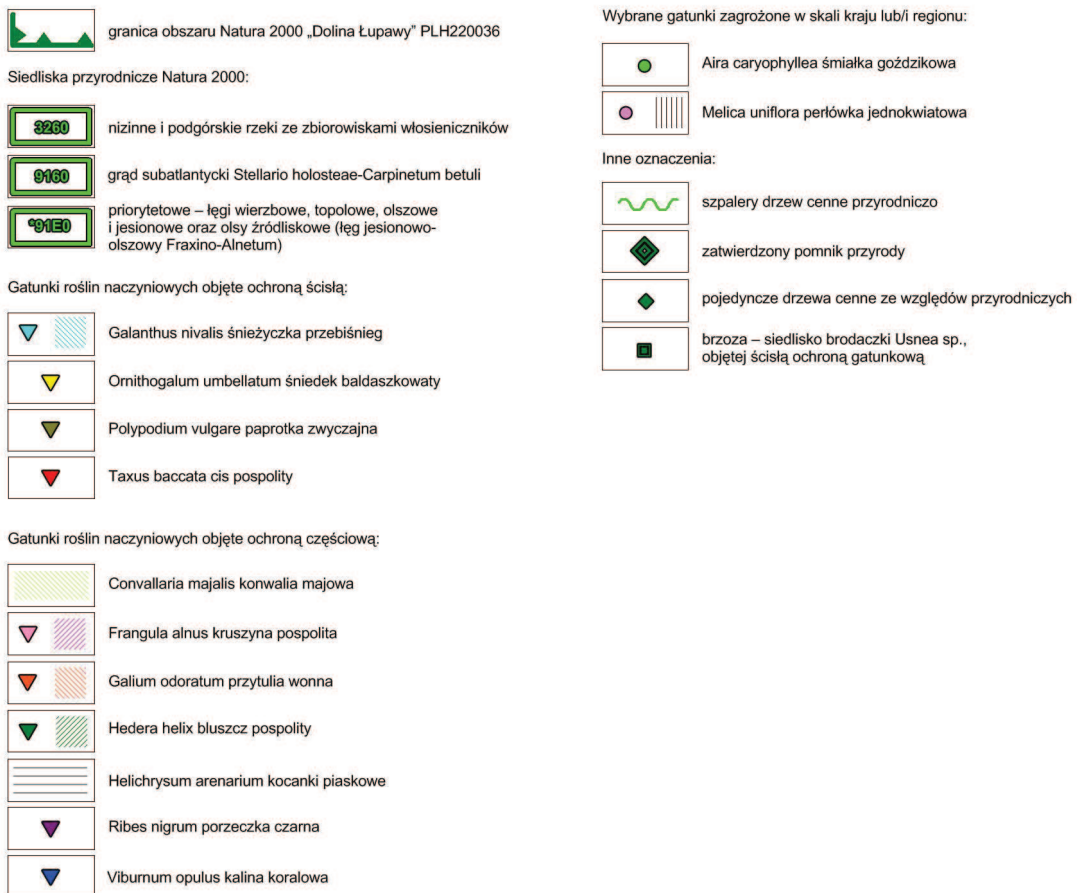 granica obszaru Natura 2000 „Dolina Łupawy” PLH220036
Siedliska przyrodnicze Natura 2000:
3260 nizinne i podgórskie rzeki ze zbiorowiskami włosieniczników
9160 grąd subatlantycki Stellario holosteae-Carpinetum betuli
priorytetowe – łęgi wierzbowe, topolowe, olszowe
*91E0 i jesionowe oraz olsy źródliskowe (łęg jesionowo-
olszowy Fraxino-Alnetum)
Gatunki roślin naczyniowych objęte ochroną ścisłą:
Galanthus nivalis śnieżyczka przebiśnieg
Ornithogalum umbellatum śniedek baldaszkowaty
Polypodium vulgare paprotka zwyczajna
Taxus baccata cis pospolity
Gatunki roślin naczyniowych objęte ochroną częściową:
Convallaria majalis konwalia majowa
Frangula alnus kruszyna pospolita
Galium odoratum przytulia wonna
Hedera helix bluszcz pospolity
Helichrysum arenarium kocanki piaskowe
Ribes nigrum porzeczka czarna
Viburnum opulus kalina koralowa
Wybrane gatunki zagrożone w skali kraju lub/i regionu:
Aira caryophyllea śmiałka goździkowa
Melica uniflora perłówka jednokwiatowa
Inne oznaczenia:
szpalery drzew cenne przyrodniczo
zatwierdzony pomnik przyrody
pojedyncze drzewa cenne ze względów przyrodniczych
brzoza – siedlisko brodaczki Usnea sp.,
objętej ścisłą ochroną gatunkową